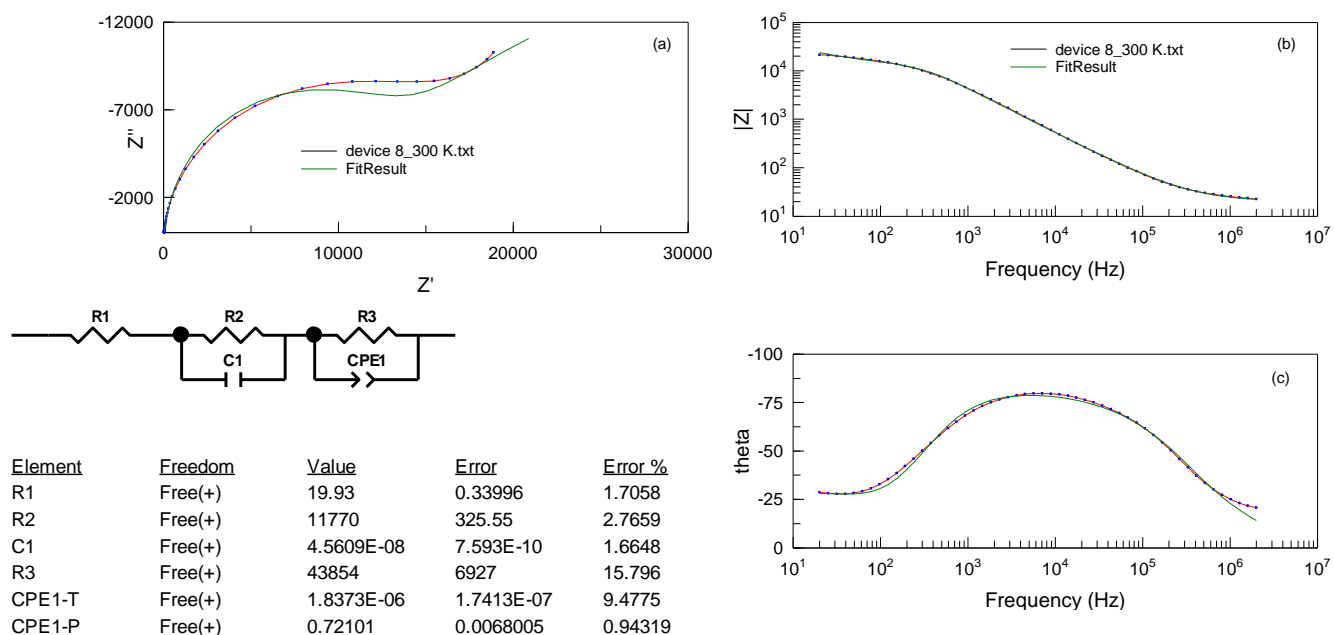 -12000
-7000
-2000
Z''
(a)
device 8_300 K.txt
FitResult
0
10000
20000
30000
Z'
10^5
10^4
10^3
10^2
10^1
|Z|
(b)
device 8_300 K.txt
FitResult
10^1
10^2
10^3
10^4
10^5
10^6
10^7
Frequency (Hz)
R1
R2
R3
C1
CPE1
-100
-75
-50
-25
0
theta
(c)
10^1
10^2
10^3
10^4
10^5
10^6
10^7
Frequency (Hz)
Element Freedom Value Error Error %
R1 Free(+) 19.93 0.33996 1.7058
R2 Free(+) 11770 325.55 2.7659
C1 Free(+) 4.5609E-08 7.593E-10 1.6648
R3 Free(+) 43854 6927 15.796
CPE1-T Free(+) 1.8373E-06 1.7413E-07 9.4775
CPE1-P Free(+) 0.72101 0.0068005 0.94319